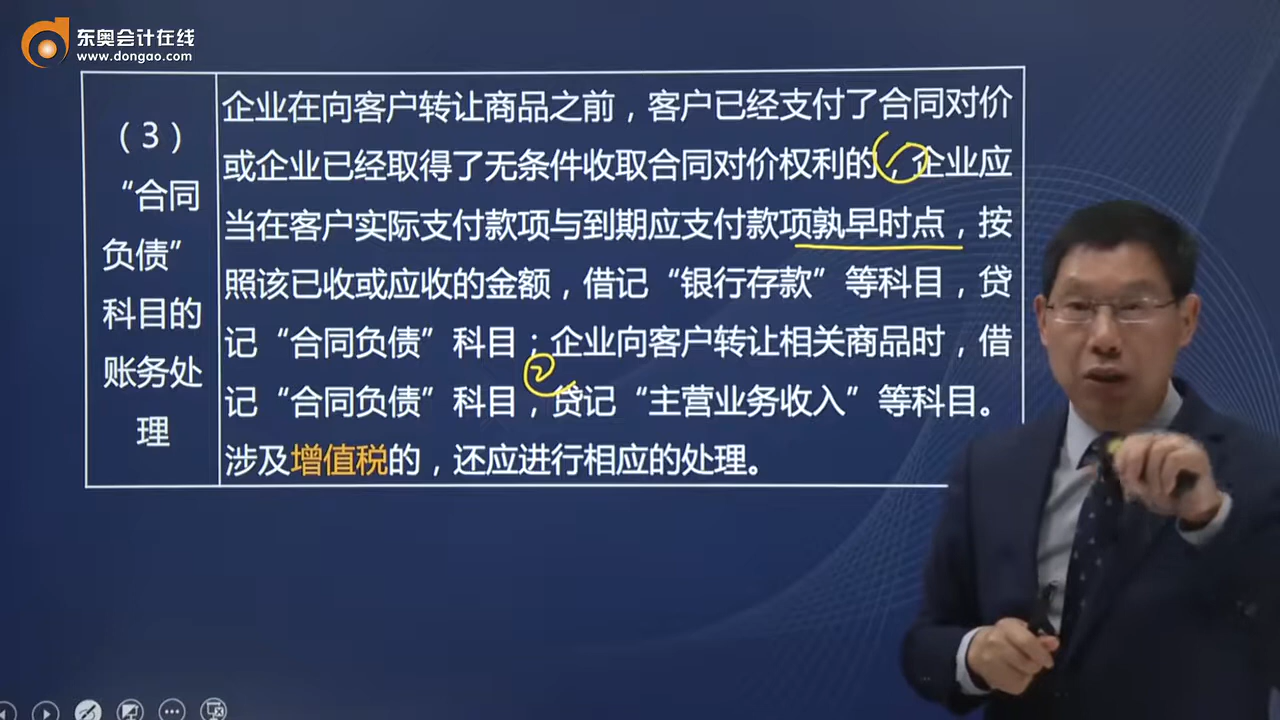 东奥会计在线
www.dongao.com
(3)
“合同
负债”
科目的
账务处
理
企业在向客户转让商品之前，客户已经支付了合同对价
或企业已经取得了无条件收取合同对价权利的，企业应
当在客户实际支付款项与到期应支付款项孰早时点，按
照该已收或应收的金额，借记“银行存款”等科目，贷
记“合同负债”科目；企业向客户转让相关商品时，借
记“合同负债”科目，贷记“主营业务收入”等科目。
涉及增值税的，还应进行相应的处理。
2